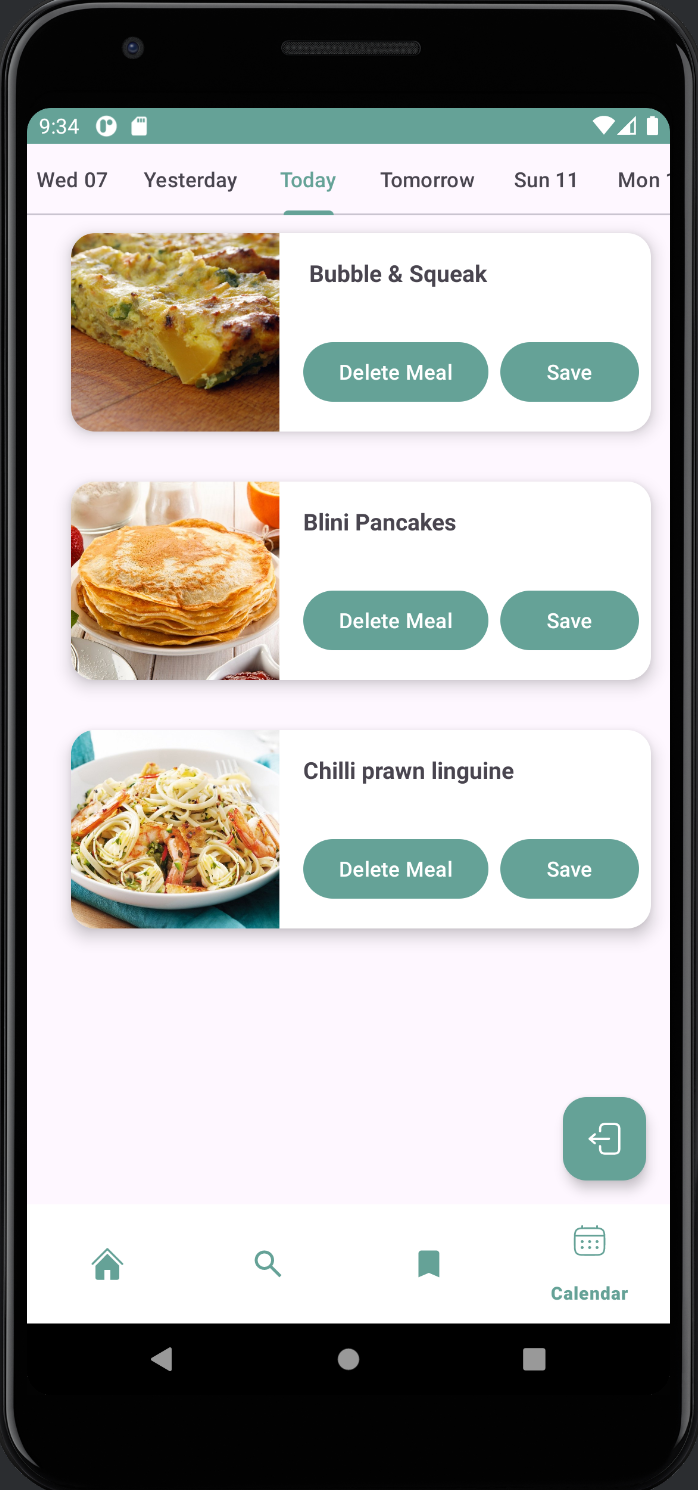 9:34
Wed 07 Yesterday Today Tomorrow Sun 11 Mon
Bubble & Squeak
Delete Meal Save
Blini Pancakes
Delete Meal Save
Chilli prawn linguine
Delete Meal Save
Calendar